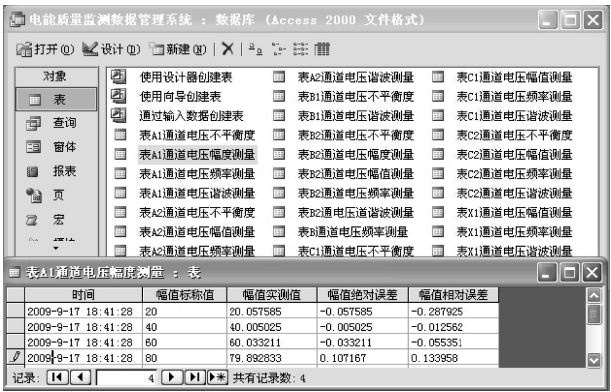 电能质量监测数据管理系统 : 数据库 (Access 2000 文件格式)
打开(O) 设计(D) 新建(N)
对象
表
查询
窗体
报表
页
宏
使用设计器创建表
使用向导创建表
通过输入数据创建表
表A1通道电压不平衡度
表A1通道电压幅度测量
表A1通道电压频率测量
表A1通道电压谐波测量
表A2通道电压不平衡度
表A2通道电压幅值测量
表A2通道电压频率测量
表A2通道电压谐波测量
表B1通道电压不平衡度
表B1通道电压谐波测量
表B2通道电压不平衡度
表B2通道电压幅度测量
表B2通道电压幅值测量
表B2通道电压频率测量
表B2通电压道谐波测量
表B通道电压频率测量
表C1通道电压不平衡度
表C1通道电压幅值测量
表C1通道电压频率测量
表C1通道电压谐波测量
表C2通道电压不平衡度
表C2通道电压幅值测量
表C2通道电压频率测量
表C2通道电压谐波测量
表X1通道电压幅值测量
表X1通道电压频率测量
表X1通道电压谐波测量
表A1通道电压幅度测量 : 表
时间 幅值标称值 幅值实测值 幅值绝对误差 幅值相对误差
2009-9-17 18:41:28 20 20.057585 -0.057585 -0.287925
2009-9-17 18:41:28 40 40.005025 -0.005025 -0.012562
2009-9-17 18:41:28 60 60.033211 -0.033211 -0.055351
2009-9-17 18:41:28 80 79.892833 0.107167 0.133958
记录: 4 共有记录数: 4